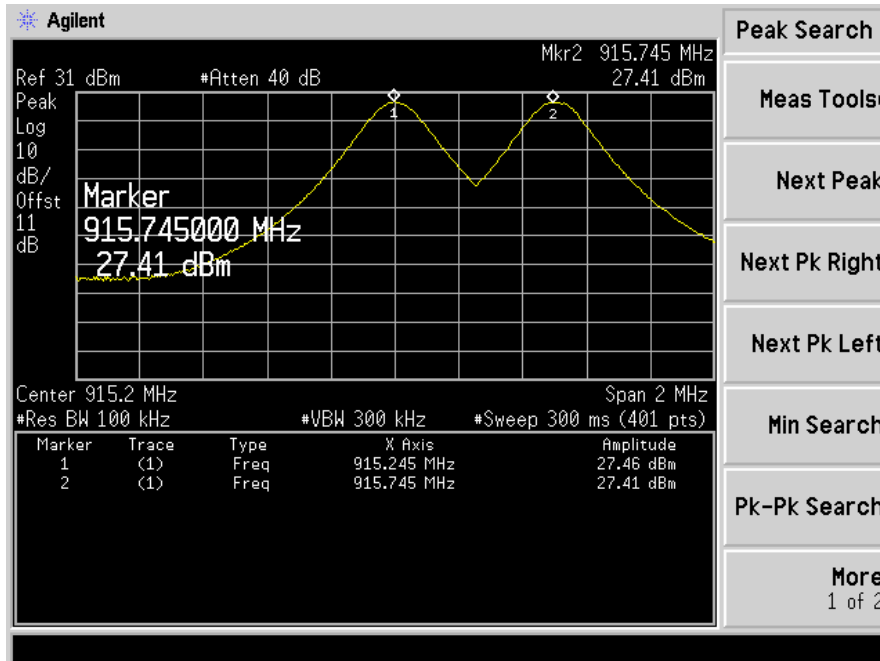 Agilent
Peak Search
Mkr2 915.745 MHz
Ref 31 dBm #Atten 40 dB 27.41 dBm
Peak
Log
10
dB/
Offst
11
dB
1
2
Marker
915.745000 MHz
27.41 dBm
Center 915.2 MHz Span 2 MHz
#Res BW 100 kHz #VBW 300 kHz #Sweep 300 ms (401 pts)
Marker Trace Type X Axis Amplitude
1 (1) Freq 915.245 MHz 27.46 dBm
2 (1) Freq 915.745 MHz 27.41 dBm
Meas Tools
Next Peak
Next Pk Right
Next Pk Left
Min Search
Pk-Pk Search
More
1 of 2